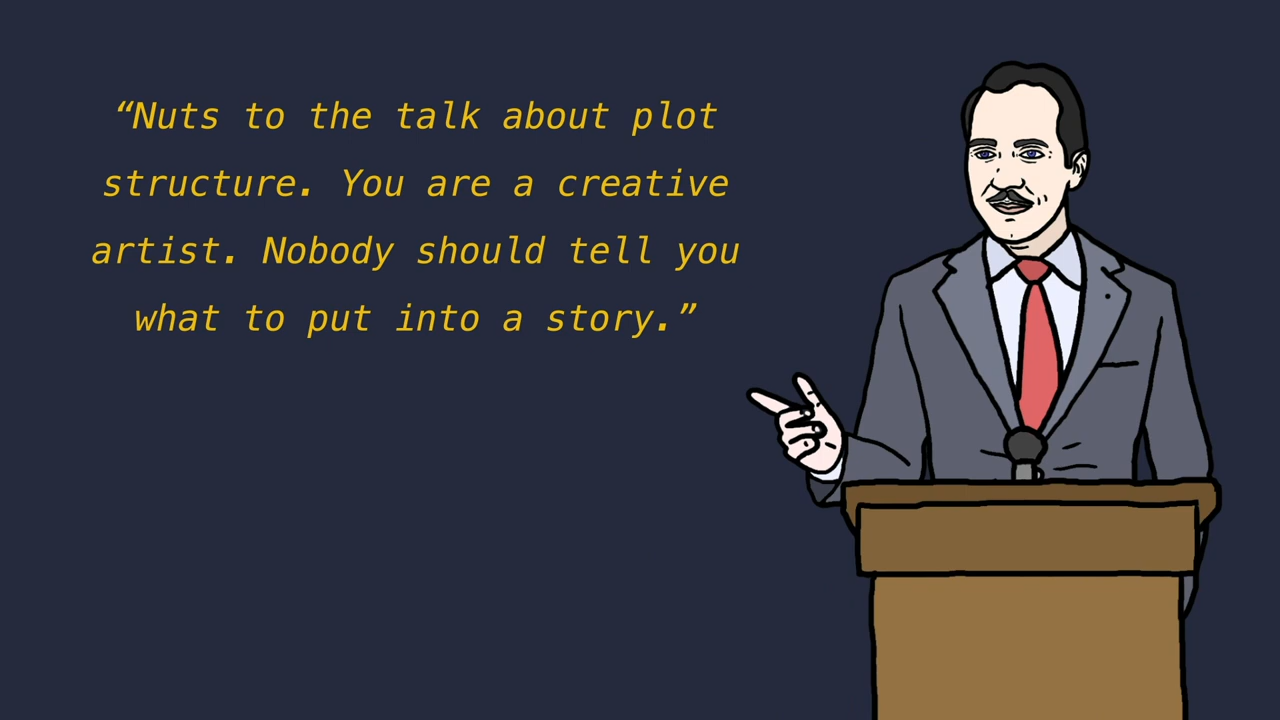 “Nuts to the talk about plot
structure. You are a creative
artist. Nobody should tell you
what to put into a story.”